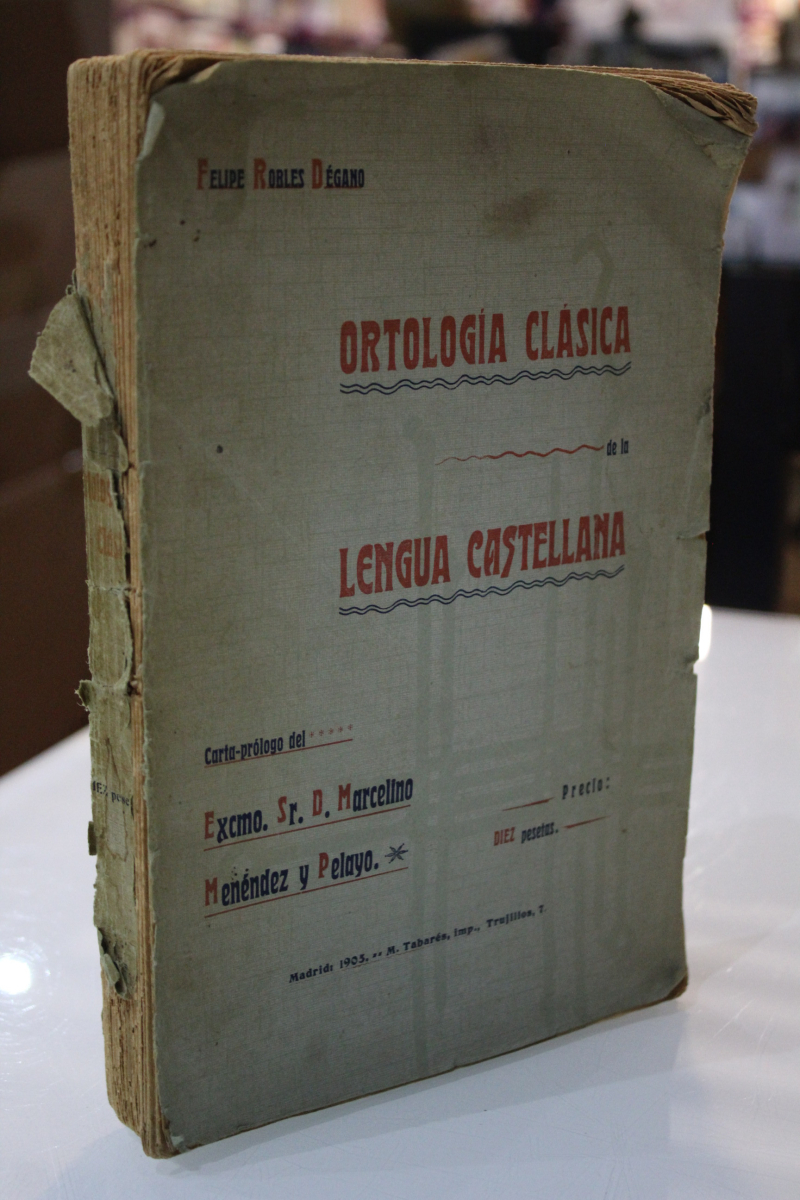 FELIPE ROBLES DÉGANO
ORTOLOGÍA CLÁSICA
de la
LENGUA CASTELLANA
Carta-prólogo del
Excmo. Sr. D. Marcelino
Menéndez y Pelayo.
Precio:
DIEZ pesetas.
Madrid: 1905, -- M. Tabarés, imp., Trujillos, 7